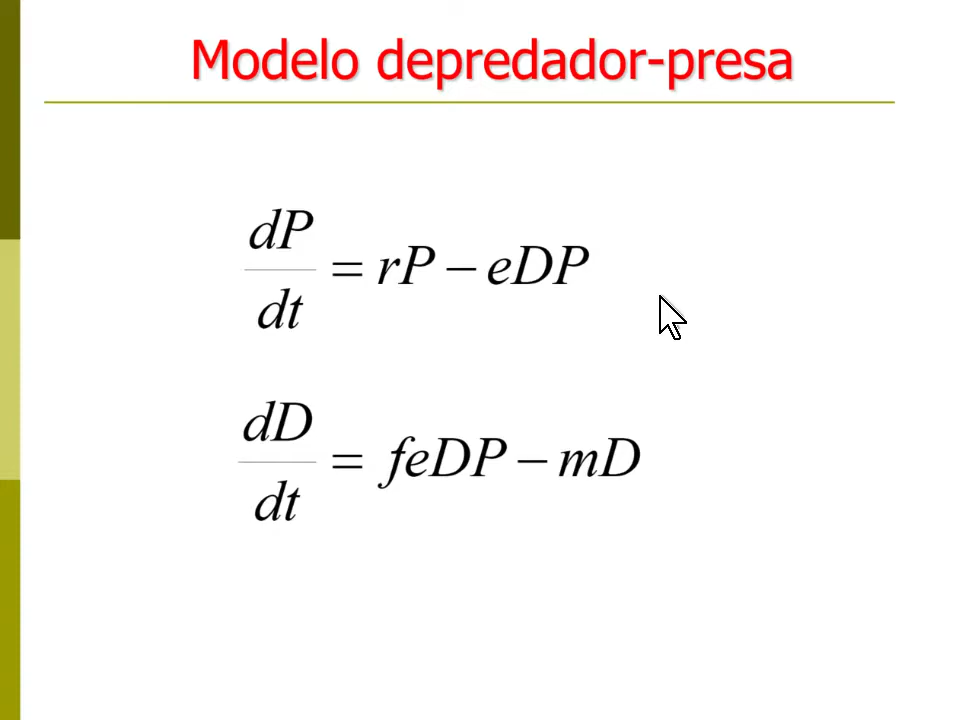 Modelo depredador-presa
dP/dt = rP − eDP
dD/dt = feDP − mD